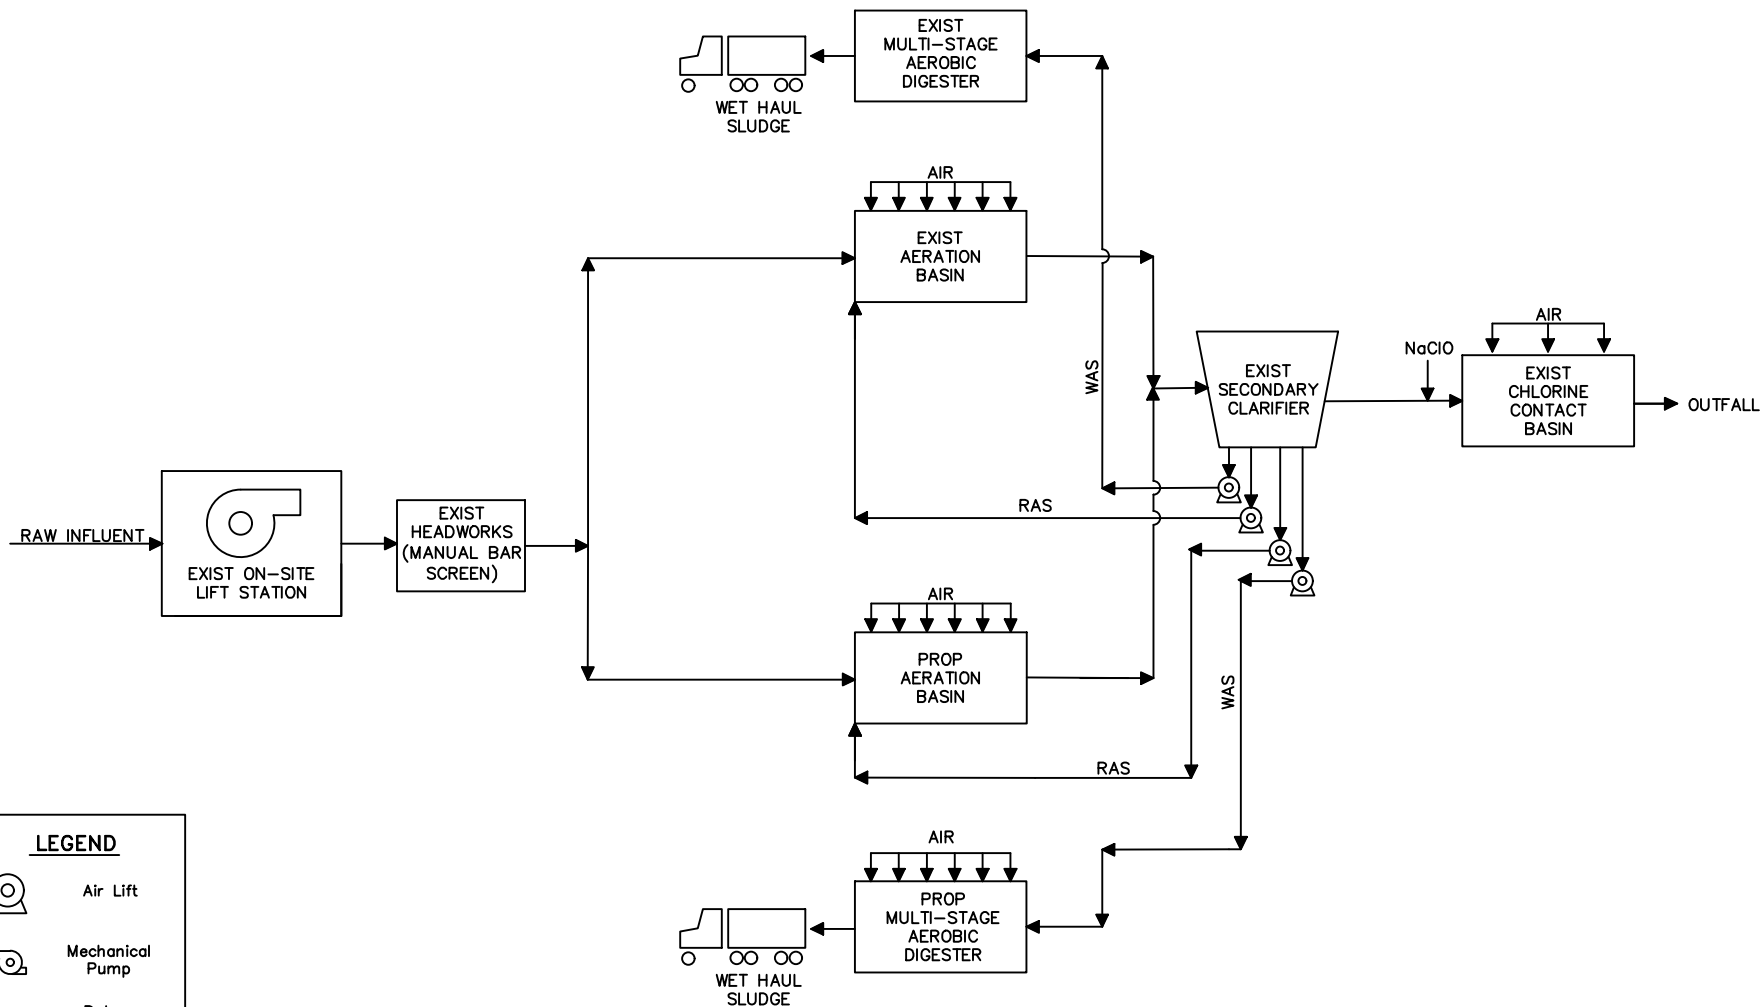 EXIST
MULTI-STAGE
AEROBIC
DIGESTER
WET HAUL
SLUDGE
AIR
EXIST
AERATION
BASIN
WAS
RAS
RAW INFLUENT
EXIST ON-SITE
LIFT STATION
EXIST
HEADWORKS
(MANUAL BAR
SCREEN)
EXIST
SECONDARY
CLARIFIER
NaClO
AIR
EXIST
CHLORINE
CONTACT
BASIN
OUTFALL
AIR
PROP
AERATION
BASIN
RAS
WAS
AIR
PROP
MULTI-STAGE
AEROBIC
DIGESTER
WET HAUL
SLUDGE
LEGEND
Air Lift
Mechanical
Pump